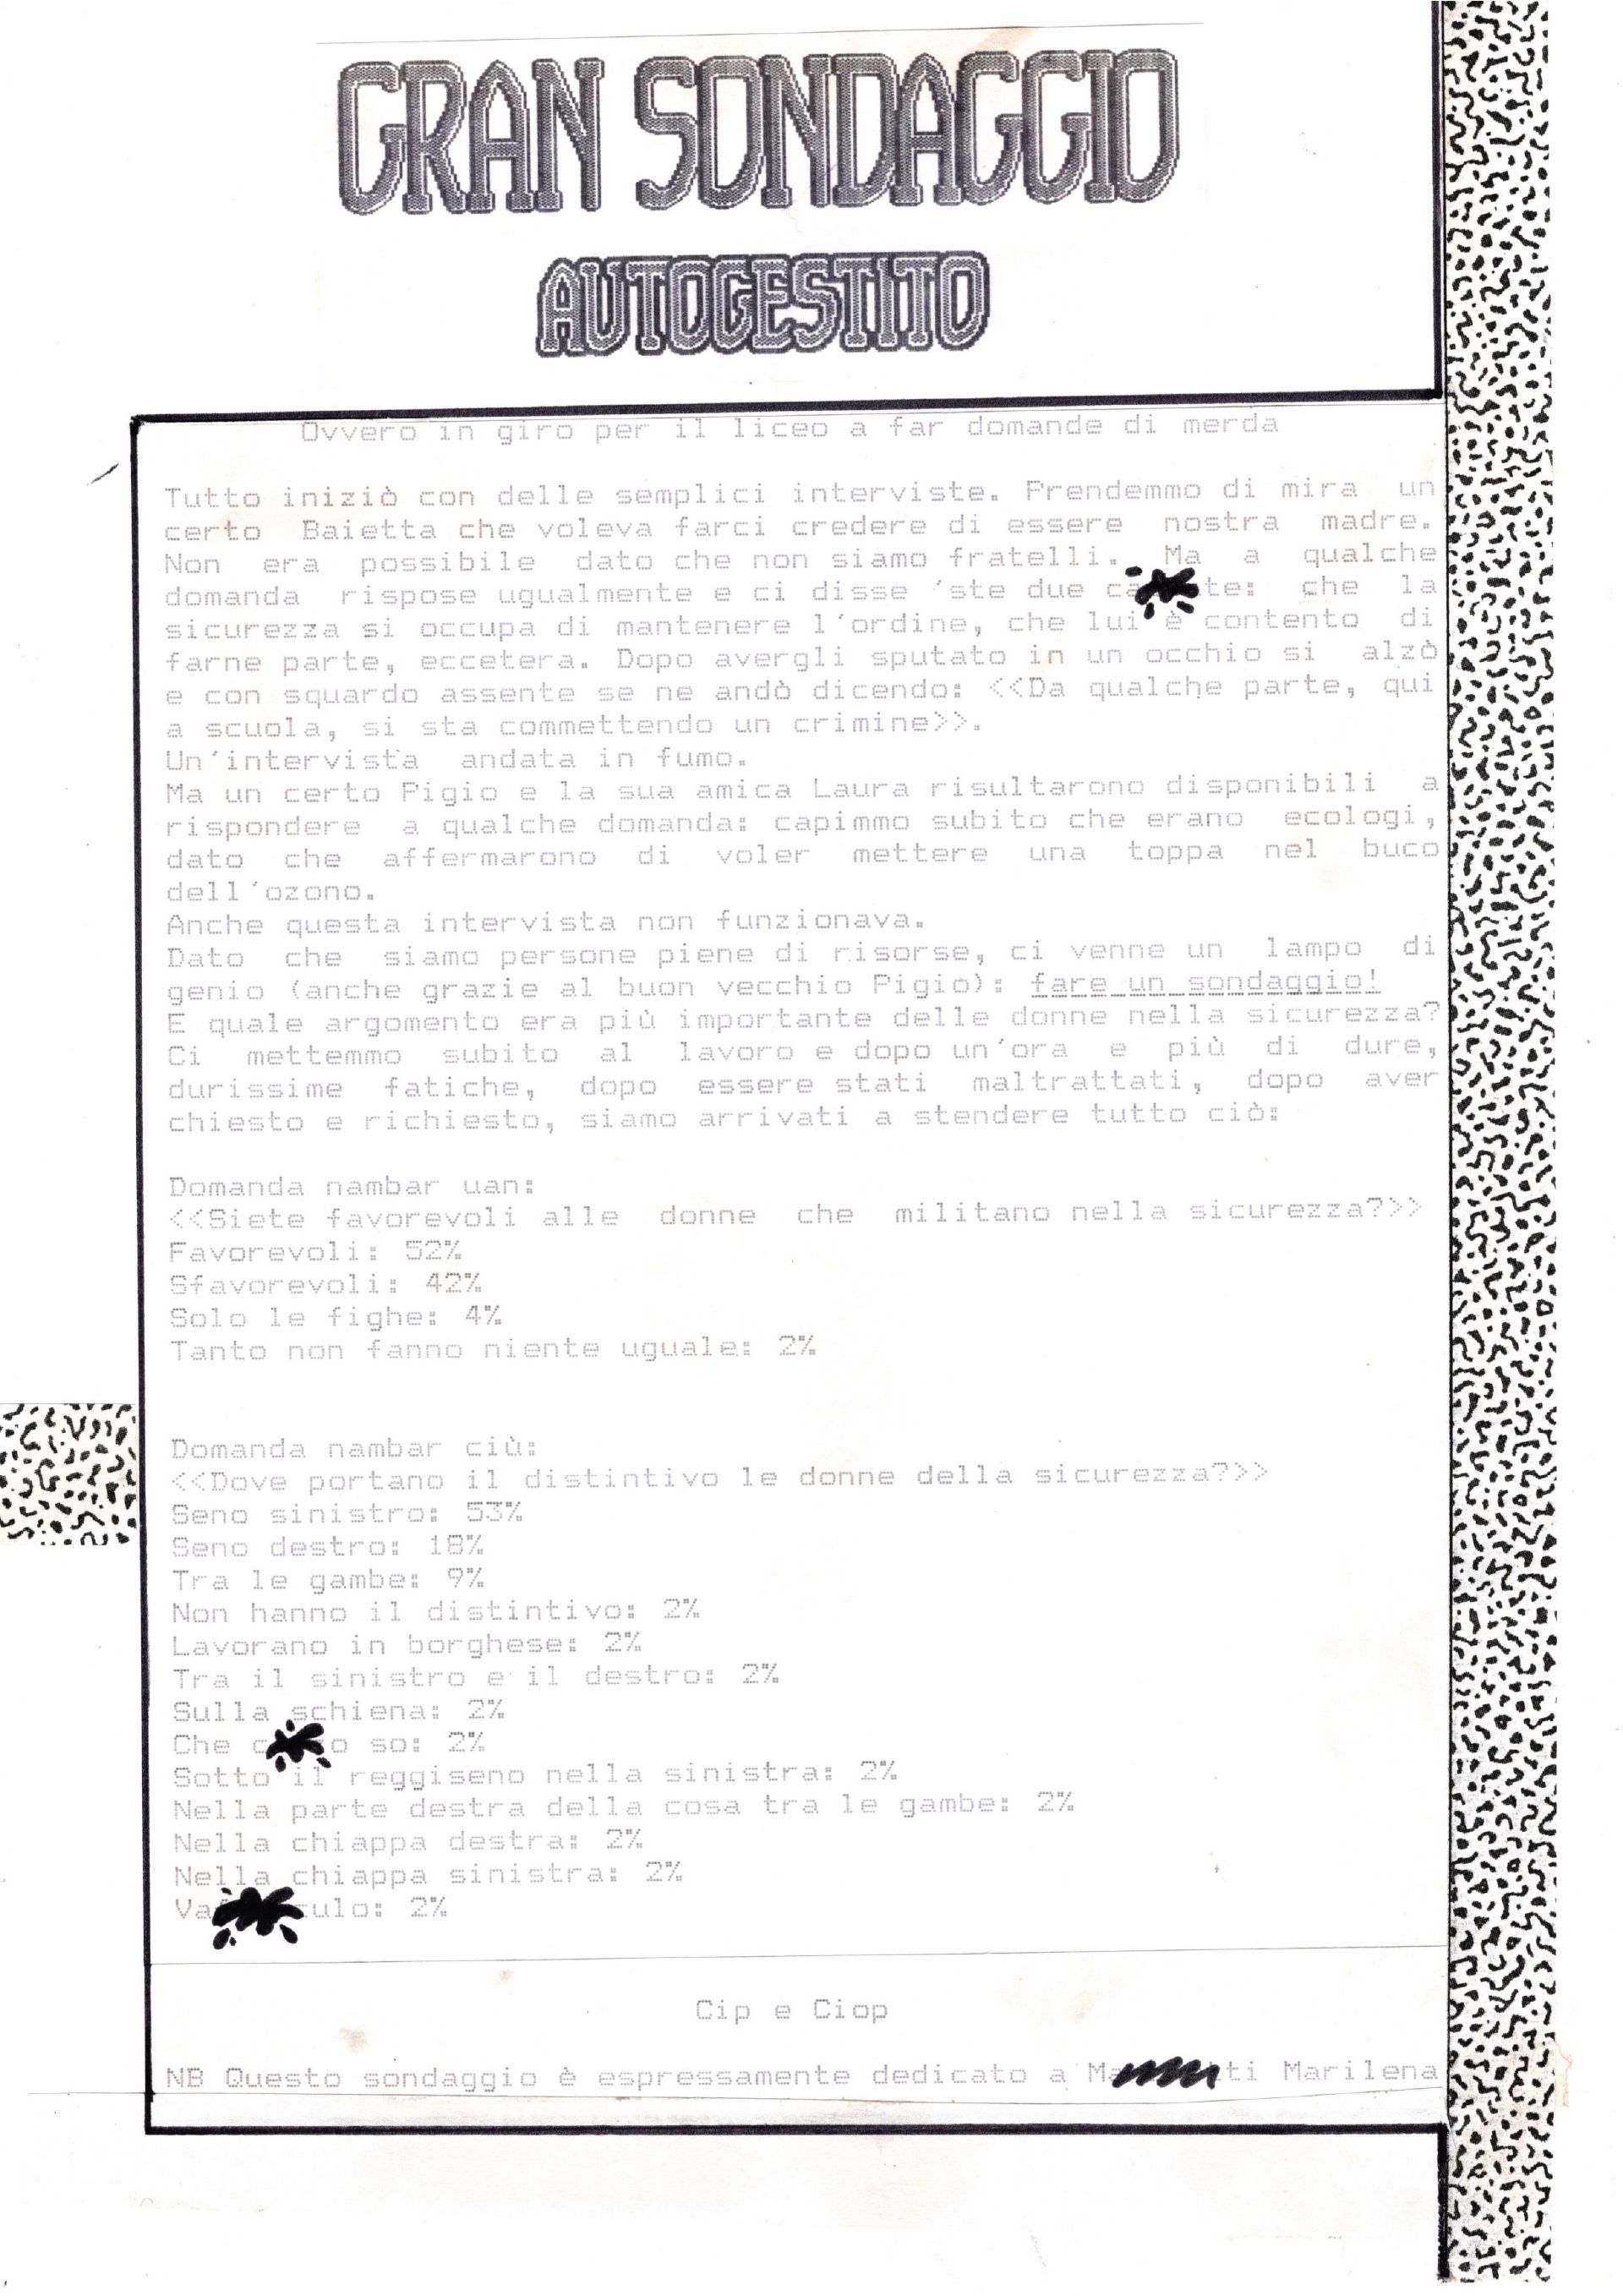 GRAN SONDAGGIO
AUTOGESTITO
Ovvero in giro per il liceo a far domande di merda
Tutto iniziò con delle semplici interviste. Prendemmo di mira un
certo Baietta che voleva farci credere di essere nostra madre.
Non era possibile dato che non siamo fratelli. Ma a qualche
domanda rispose ugualmente e ci disse 'ste due ca te: che la
sicurezza si occupa di mantenere l'ordine, che lui è contento di
farne parte, eccetera. Dopo avergli sputato in un occhio si alzò
e con squardo assente se ne andò dicendo: <<Da qualche parte, qui
a scuola, si sta commettendo un crimine>>.
Un'intervista andata in fumo.
Ma un certo Pigio e la sua amica Laura risultarono disponibili a
rispondere a qualche domanda: capimmo subito che erano ecologi,
dato che affermarono di voler mettere una toppa nel buco
dell'ozono.
Anche questa intervista non funzionava.
Dato che siamo persone piene di risorse, ci venne un lampo di
genio (anche grazie al buon vecchio Pigio): fare un sondaggio!
E quale argomento era più importante delle donne nella sicurezza?
Ci mettemmo subito al lavoro e dopo un'ora e più di dure,
durissime fatiche, dopo essere stati maltrattati, dopo aver
chiesto e richiesto, siamo arrivati a stendere tutto ciò:
Domanda nambar uan:
<<Siete favorevoli alle donne che militano nella sicurezza?>>
Favorevoli: 52%
Sfavorevoli: 42%
Solo le fighe: 4%
Tanto non fanno niente uguale: 2%
Domanda nambar ciù:
<<Dove portano il distintivo le donne della sicurezza?>>
Seno sinistro: 53%
Seno destro: 18%
Tra le gambe: 9%
Non hanno il distintivo: 2%
Lavorano in borghese: 2%
Tra il sinistro e il destro: 2%
Sulla schiena: 2%
Che c o so: 2%
Sotto il reggiseno nella sinistra: 2%
Nella parte destra della cosa tra le gambe: 2%
Nella chiappa destra: 2%
Nella chiappa sinistra: 2%
Va culo: 2%
Cip e Ciop
NB Questo sondaggio è espressamente dedicato a Ma ti Marilena